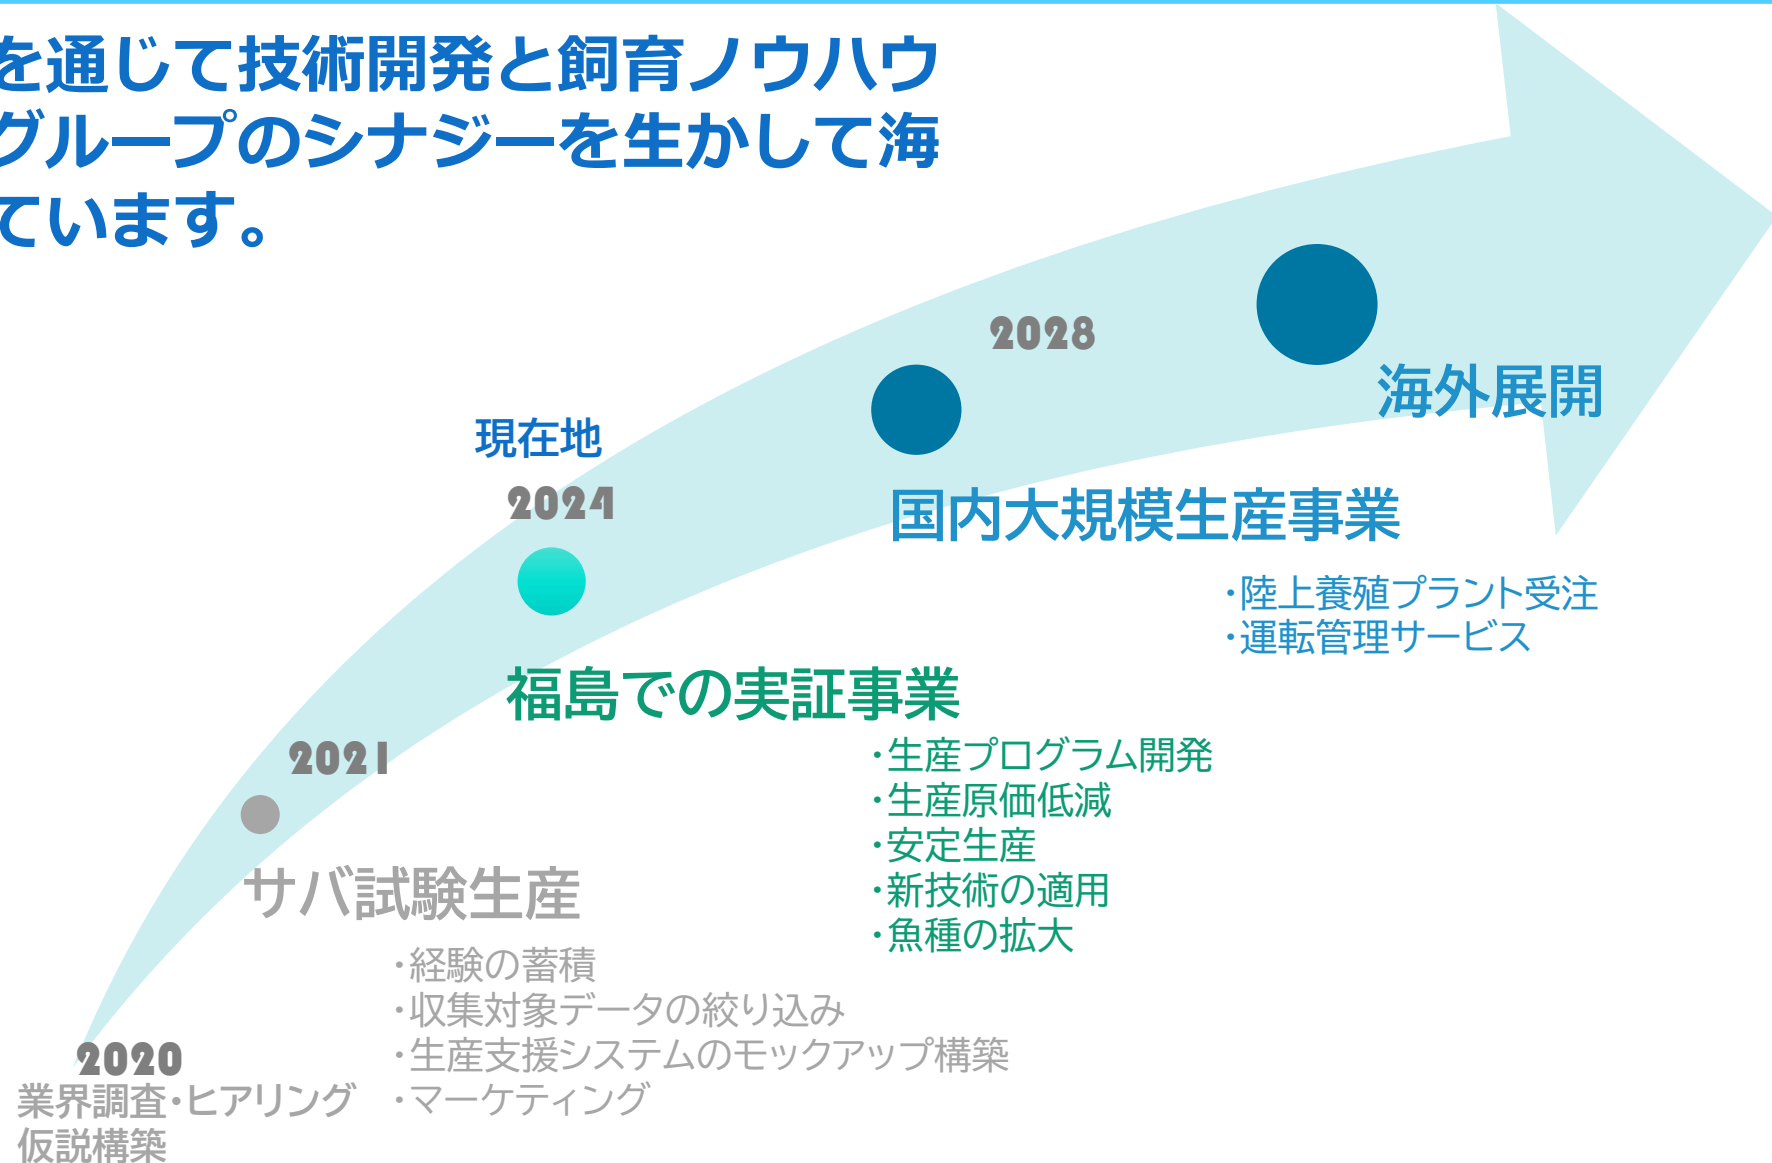 を通じて技術開発と飼育ノウハウ
グループのシナジーを生かして海
ています。
2028
海外展開
現在地
2024
国内大規模生産事業
・陸上養殖プラント受注
・運転管理サービス
福島での実証事業
2021
・生産プログラム開発
・生産原価低減
・安定生産
・新技術の適用
・魚種の拡大
サバ試験生産
・経験の蓄積
・収集対象データの絞り込み
・生産支援システムのモックアップ構築
・マーケティング
2020
業界調査・ヒアリング
仮説構築